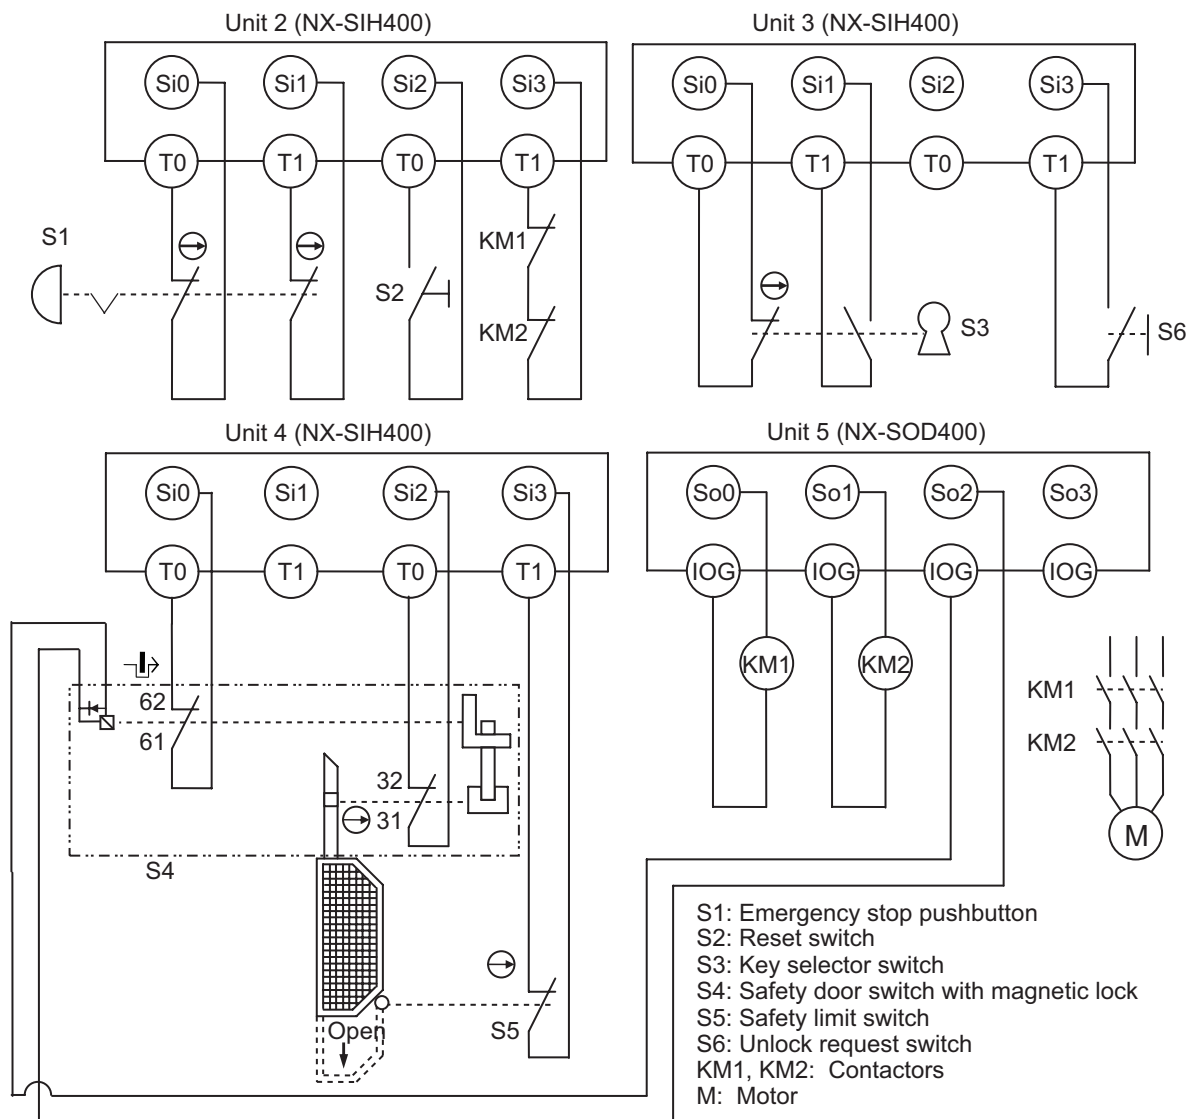 Unit 2 (NX-SIH400)
Si0 Si1 Si2 Si3
T0 T1 T0 T1
S1
S2
KM1
KM2
Unit 3 (NX-SIH400)
Si0 Si1 Si2 Si3
T0 T1 T0 T1
S3
S6
Unit 4 (NX-SIH400)
Si0 Si1 Si2 Si3
T0 T1 T0 T1
62
61
32
31
S4
S5
Open
Unit 5 (NX-SOD400)
So0 So1 So2 So3
IOG IOG IOG IOG
KM1 KM2
KM1
KM2
M
S1: Emergency stop pushbutton
S2: Reset switch
S3: Key selector switch
S4: Safety door switch with magnetic lock
S5: Safety limit switch
S6: Unlock request switch
KM1, KM2: Contactors
M: Motor